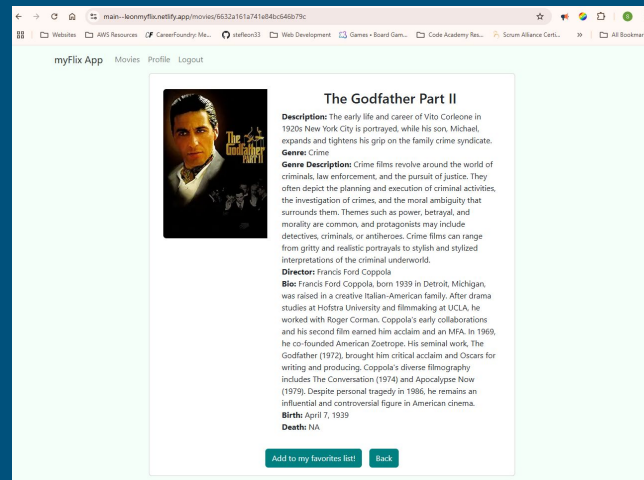 main--leonmyflix.netlify.app/movies/6632a161a741e84bc646b79c
Websites AWS Resources CareerFoundry: Me... stefleon33 Web Development Games • Board Gam... Code Academy Res... Scrum Alliance Certi... » All Bookmar
myFlix App Movies Profile Logout
The Godfather Part II
The Godfather PART II
Description: The early life and career of Vito Corleone in
1920s New York City is portrayed, while his son, Michael,
expands and tightens his grip on the family crime syndicate.
Genre: Crime
Genre Description: Crime films revolve around the world of
criminals, law enforcement, and the pursuit of justice. They
often depict the planning and execution of criminal activities,
the investigation of crimes, and the moral ambiguity that
surrounds them. Themes such as power, betrayal, and
morality are common, and protagonists may include
detectives, criminals, or antiheroes. Crime films can range
from gritty and realistic portrayals to stylish and stylized
interpretations of the criminal underworld.
Director: Francis Ford Coppola
Bio: Francis Ford Coppola, born 1939 in Detroit, Michigan,
was raised in a creative Italian-American family. After drama
studies at Hofstra University and filmmaking at UCLA, he
worked with Roger Corman. Coppola's early collaborations
and his second film earned him acclaim and an MFA. In 1969,
he co-founded American Zoetrope. His seminal work, The
Godfather (1972), brought him critical acclaim and Oscars for
writing and producing. Coppola's diverse filmography
includes The Conversation (1974) and Apocalypse Now
(1979). Despite personal tragedy in 1986, he remains an
influential and controversial figure in American cinema.
Birth: April 7, 1939
Death: NA
Add to my favorites list! Back